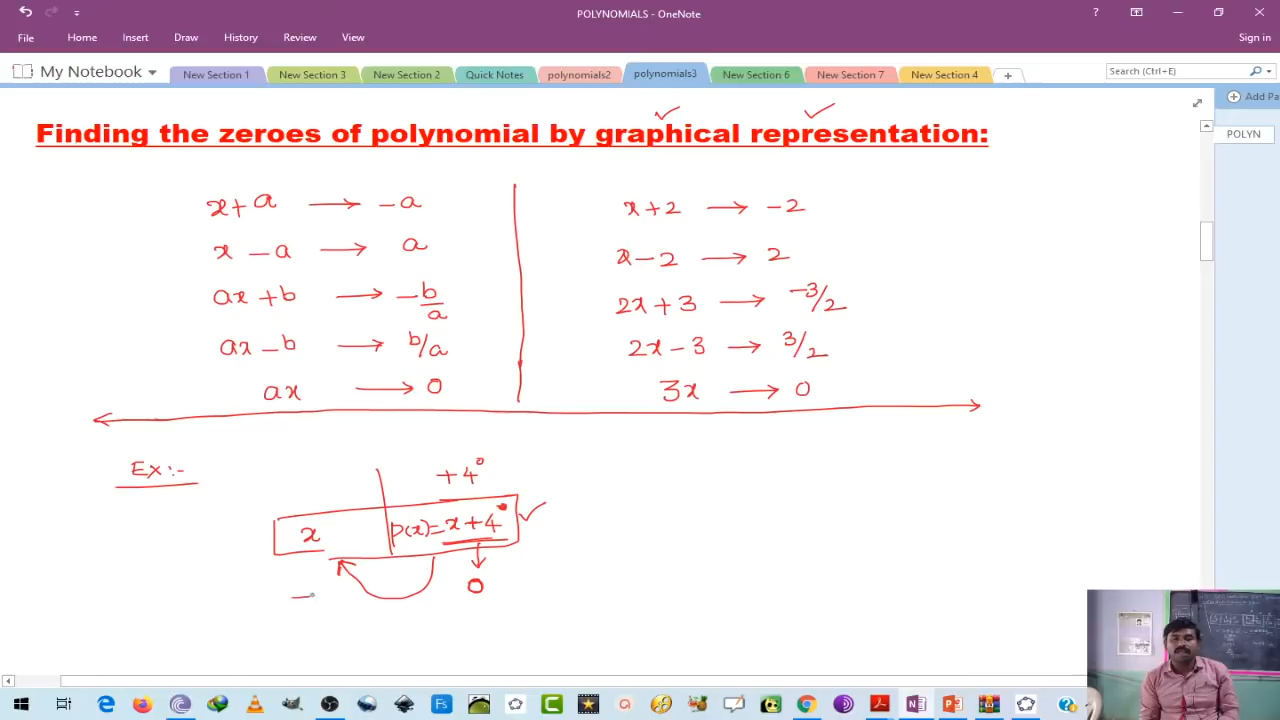 POLYNOMIALS - OneNote
File Home Insert Draw History Review View
Sign in
My Notebook New Section 1 New Section 3 New Section 2 Quick Notes polynomials2 polynomials3 New Section 6 New Section 7 New Section 4 Search (Ctrl+E)
Add Pa
POLYN
Finding the zeroes of polynomial by graphical representation:
x+a → -a
x-a → a
ax+b → -b/a
ax-b → b/a
ax → 0
x+2 → -2
x-2 → 2
2x+3 → -3/2
2x-3 → 3/2
3x → 0
Ex:-
+4°
x p(x)=x+4
0